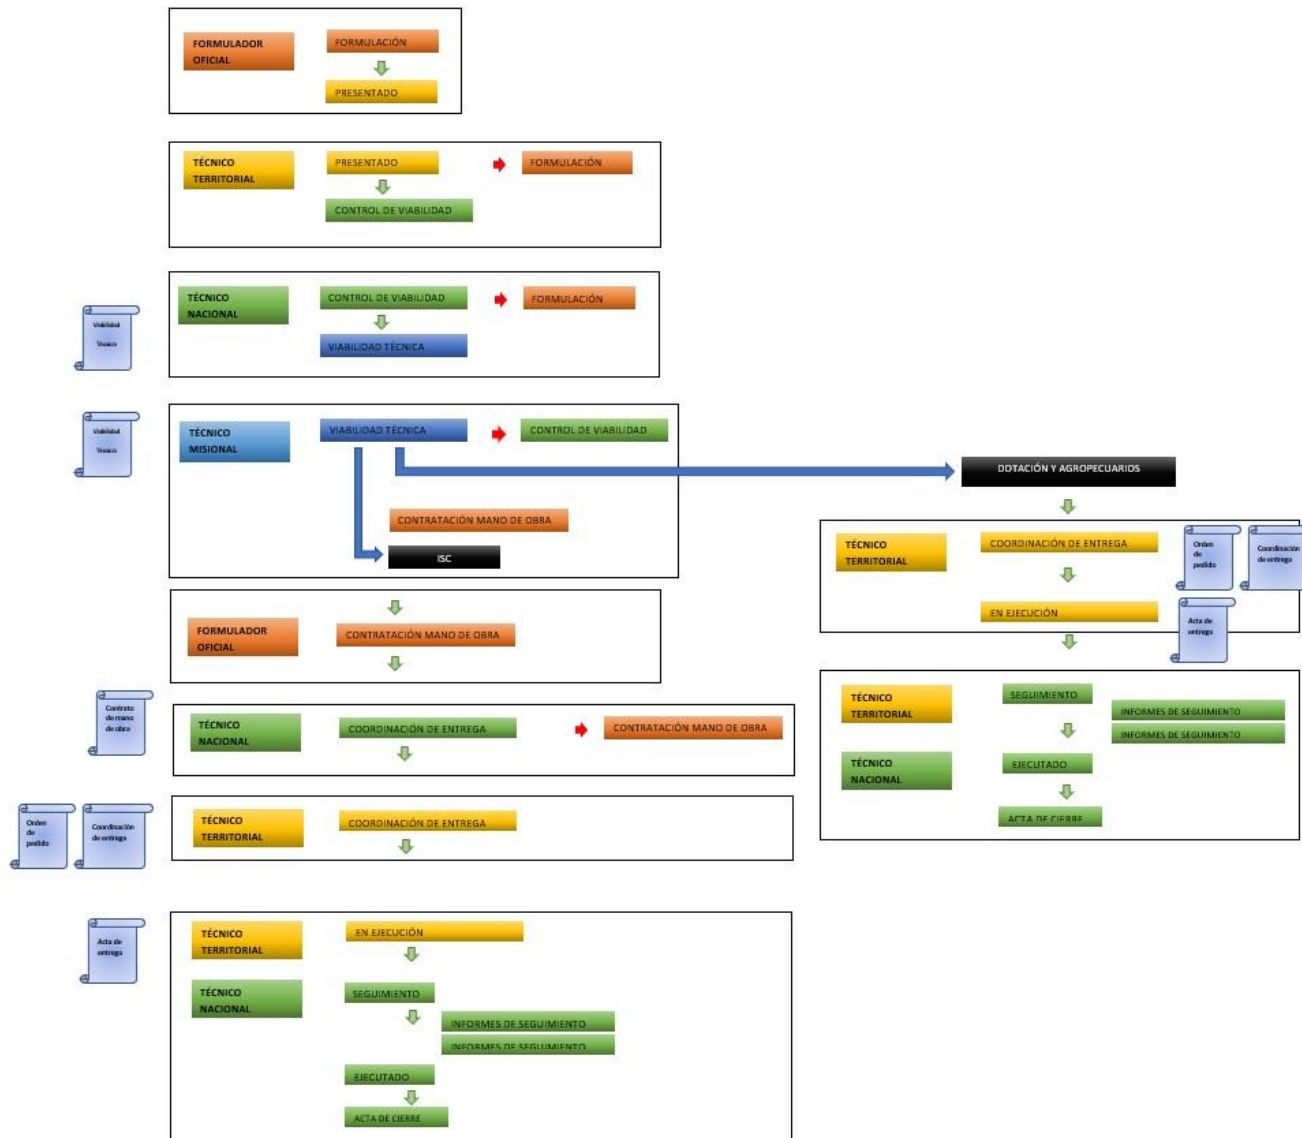 FORMULADOR
OFICIAL
FORMULACIÓN
PRESENTADO
TÉCNICO
TERRITORIAL
PRESENTADO
FORMULACIÓN
CONTROL DE VIABILIDAD
Viabilidad
Técnica
TÉCNICO
NACIONAL
CONTROL DE VIABILIDAD
FORMULACIÓN
VIABILIDAD TÉCNICA
Viabilidad
Técnica
TÉCNICO
MISIONAL
VIABILIDAD TÉCNICA
CONTROL DE VIABILIDAD
CONTRATACIÓN MANO DE OBRA
ISC
FORMULADOR
OFICIAL
CONTRATACIÓN MANO DE OBRA
Contrato
de mano
de obra
TÉCNICO
NACIONAL
COORDINACIÓN DE ENTREGA
CONTRATACIÓN MANO DE OBRA
Orden
de
pedido
Coordinación
de entrega
TÉCNICO
TERRITORIAL
COORDINACIÓN DE ENTREGA
Acta de
entrega
TÉCNICO
TERRITORIAL
EN EJECUCIÓN
TÉCNICO
NACIONAL
SEGUIMIENTO
INFORMES DE SEGUIMIENTO
INFORMES DE SEGUIMIENTO
EJECUTADO
ACTA DE CIERRE
DOTACIÓN Y AGROPECUARIOS
TÉCNICO
TERRITORIAL
COORDINACIÓN DE ENTREGA
Orden
de
pedido
Coordinación
de entrega
EN EJECUCIÓN
Acta de
entrega
TÉCNICO
TERRITORIAL
SEGUIMIENTO
INFORMES DE SEGUIMIENTO
INFORMES DE SEGUIMIENTO
TÉCNICO
NACIONAL
EJECUTADO
ACTA DE CIERRE